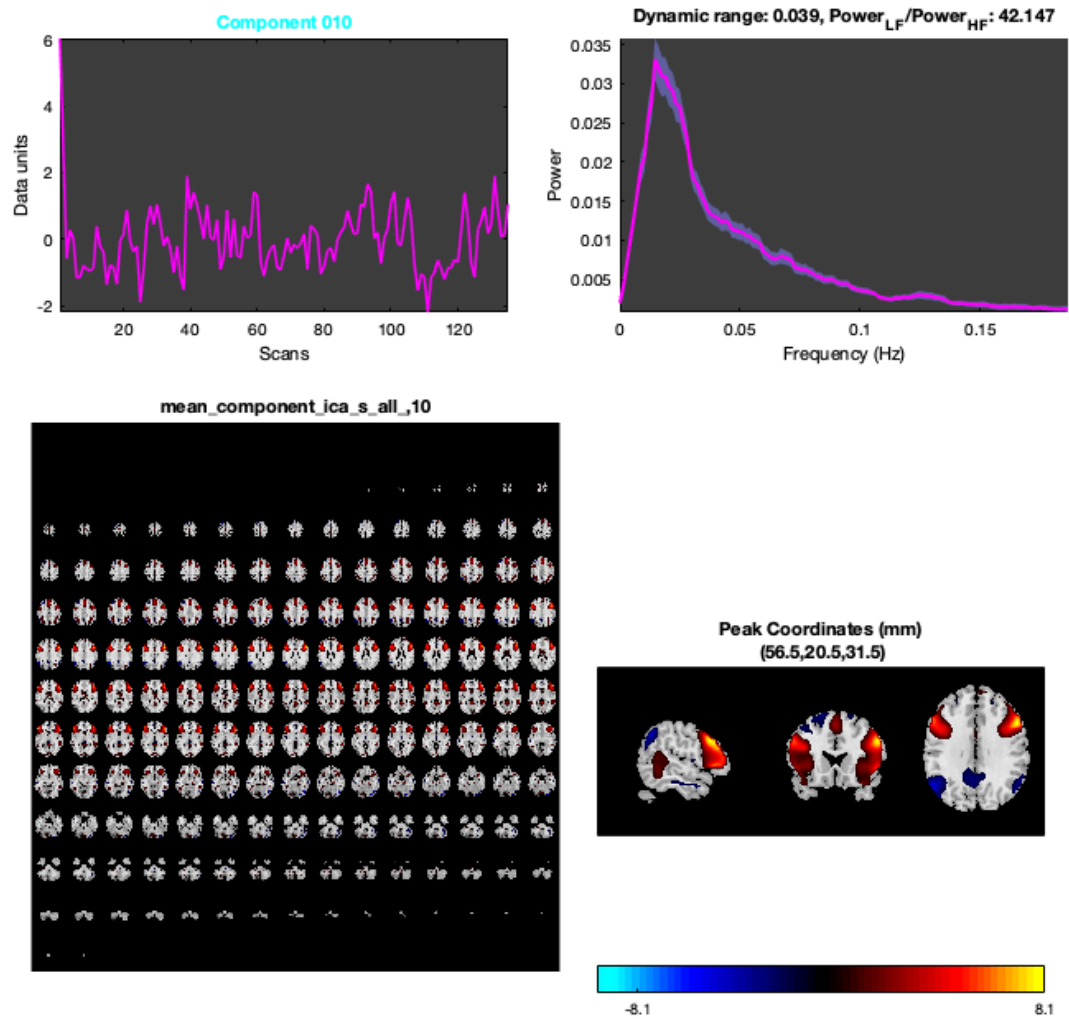 Component 010
6
4
2
0
-2
Data units
20 40 60 80 100 120
Scans
Dynamic range: 0.039, Power_LF/Power_HF: 42.147
0.035
0.03
0.025
0.02
0.015
0.01
0.005
Power
0 0.05 0.1 0.15
Frequency (Hz)
mean_component_ica_s_all_,10
Peak Coordinates (mm)
(56.5,20.5,31.5)
-8.1 8.1